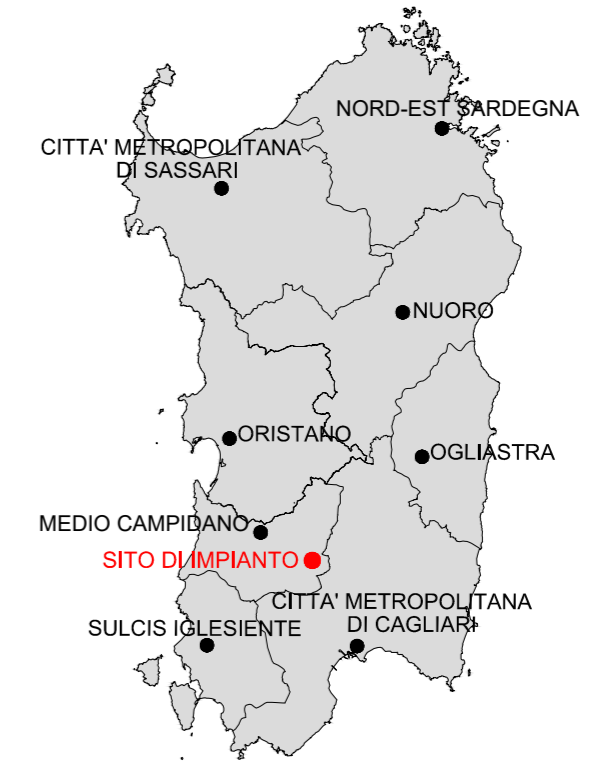 NORD-EST SARDEGNA
CITTA' METROPOLITANA
DI SASSARI
NUORO
ORISTANO
OGLIASTRA
MEDIO CAMPIDANO
SITO DI IMPIANTO
CITTA' METROPOLITANA
DI CAGLIARI
SULCIS IGLESIENTE